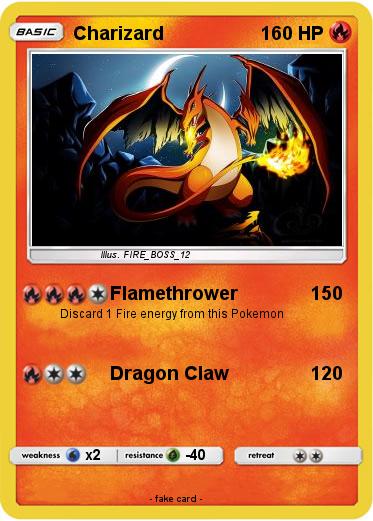 BASIC Charizard 160 HP
Illus. FIRE_BOSS_12
Flamethrower 150
Discard 1 Fire energy from this Pokemon
Dragon Claw 120
weakness x2 resistance -40 retreat
- fake card -